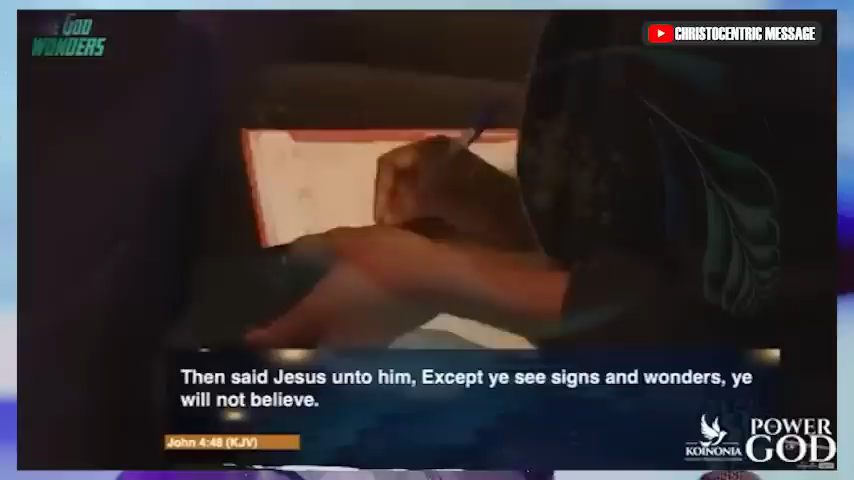 GOD
WONDERS
CHRISTOCENTRIC MESSAGE
Then said Jesus unto him, Except ye see signs and wonders, ye
will not believe.
John 4:48 (KJV)
KOINONIA
POWER
OF
GOD